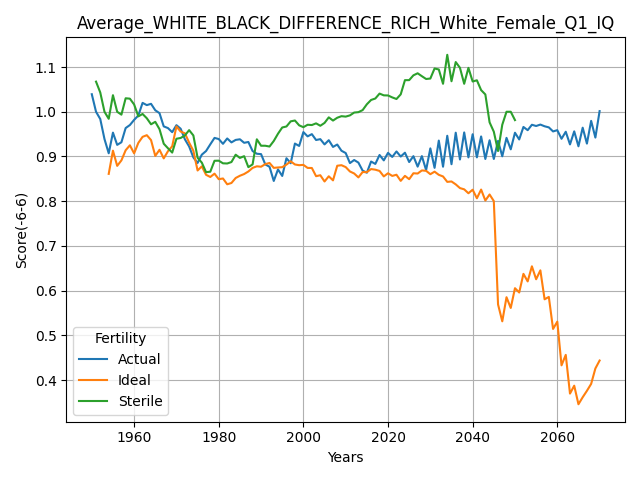 Average_WHITE_BLACK_DIFFERENCE_RICH_White_Female_Q1_IQ
1.1
1.0
0.9
0.8
0.7
0.6
0.5
0.4
Score(-6-6)
Fertility
Actual
Ideal
Sterile
1960 1980 2000 2020 2040 2060
Years